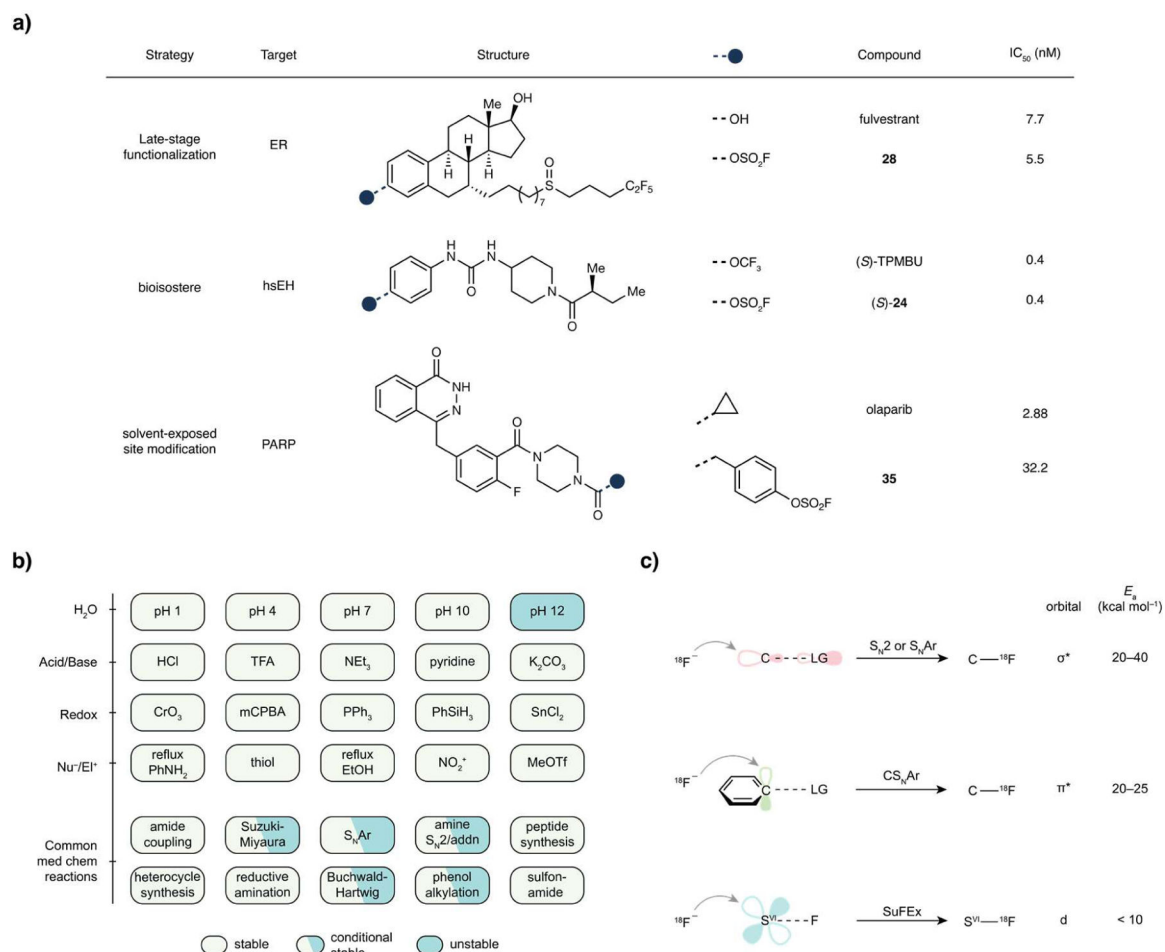 a)
Strategy Target Structure Compound IC₅₀ (nM)
Late-stage
functionalization
ER
Me
OH
H
H
H
O
S
7
C₂F₅
OH
fulvestrant
7.7
OSO₂F
28
5.5
bioisostere
hsEH
H
N
H
N
O
N
Me
Me
O
OCF₃
(S)-TPMBU
0.4
OSO₂F
(S)-24
0.4
solvent-exposed
site modification
PARP
O
NH
N
O
N
F
N
O
olaparib
2.88
OSO₂F
35
32.2
b)
H₂O
pH 1
pH 4
pH 7
pH 10
pH 12
Acid/Base
HCl
TFA
NEt₃
pyridine
K₂CO₃
Redox
CrO₃
mCPBA
PPh₃
PhSiH₃
SnCl₂
Nu⁻/El⁺
reflux
PhNH₂
thiol
reflux
EtOH
NO₂⁺
MeOTf
Common
med chem
reactions
amide
coupling
Suzuki-
Miyaura
SₙAr
amine
Sₙ2/addn
peptide
synthesis
heterocycle
synthesis
reductive
amination
Buchwald-
Hartwig
phenol
alkylation
sulfon-
amide
stable
conditional
unstable
c)
orbital
Eₐ
(kcal mol⁻¹)
¹⁸F⁻
C
LG
Sₙ2 or SₙAr
C—¹⁸F
σ*
20–40
¹⁸F⁻
C
LG
CSₙAr
C—¹⁸F
π*
20–25
¹⁸F⁻
Sⱽᴵ
F
SuFEx
Sⱽᴵ—¹⁸F
d
< 10